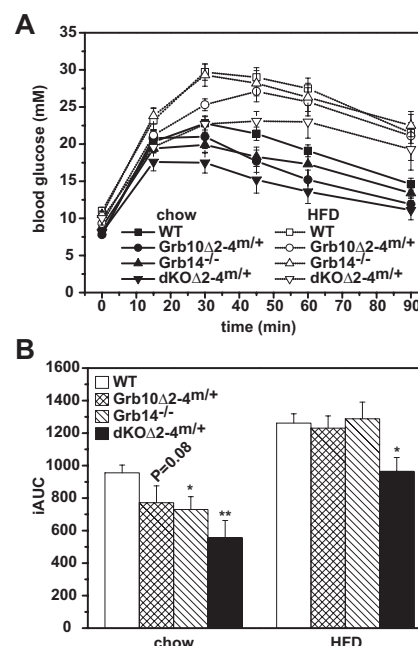 A
blood glucose (mM)
35
30
25
20
15
10
5
0
chow
HFD
WT
WT
Grb10Δ2-4m/+
Grb10Δ2-4m/+
Grb14-/-
Grb14-/-
dKOΔ2-4m/+
dKOΔ2-4m/+
0 10 20 30 40 50 60 70 80 90
time (min)
B
iAUC
1600
1400
1200
1000
800
600
400
200
0
WT
Grb10Δ2-4m/+
Grb14-/-
dKOΔ2-4m/+
P=0.08
*
**
*
chow
HFD